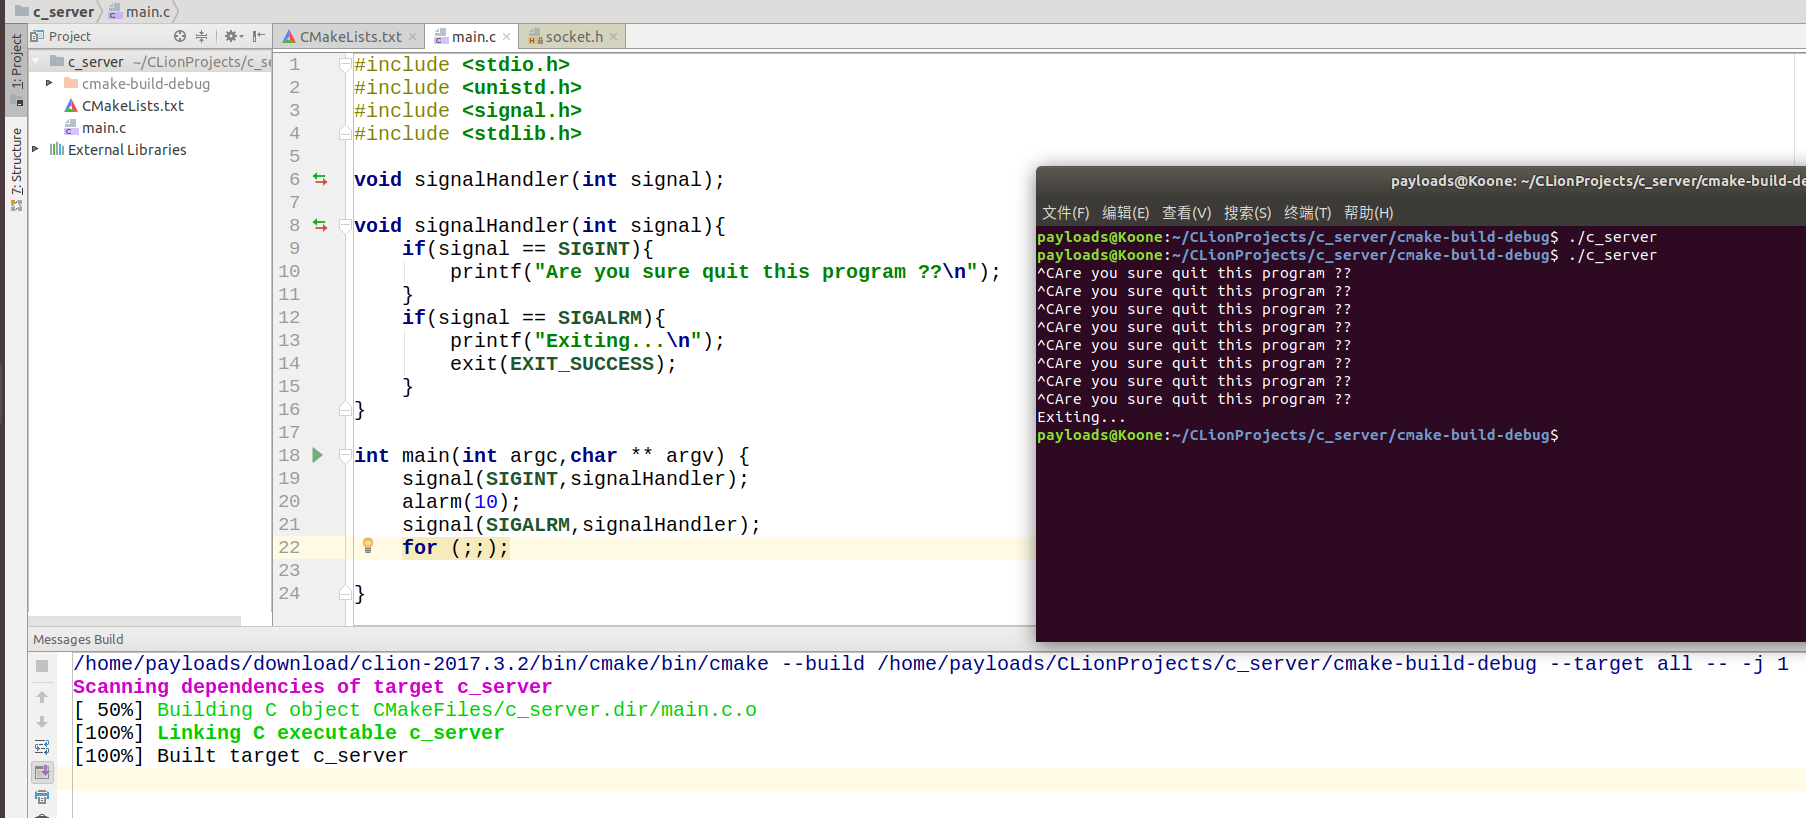 c_server main.c
1: Project
7: Structure
Project
c_server ~/CLionProjects/c_se
cmake-build-debug
CMakeLists.txt
main.c
External Libraries
CMakeLists.txt
main.c
socket.h
1 #include <stdio.h>
2 #include <unistd.h>
3 #include <signal.h>
4 #include <stdlib.h>
5
6 void signalHandler(int signal);
7
8 void signalHandler(int signal){
9 if(signal == SIGINT){
10 printf("Are you sure quit this program ??\n");
11 }
12 if(signal == SIGALRM){
13 printf("Exiting...\n");
14 exit(EXIT_SUCCESS);
15 }
16 }
17
18 int main(int argc,char ** argv) {
19 signal(SIGINT,signalHandler);
20 alarm(10);
21 signal(SIGALRM,signalHandler);
22 for (;;);
23
24 }
payloads@Koone: ~/CLionProjects/c_server/cmake-build-de
文件(F) 编辑(E) 查看(V) 搜索(S) 终端(T) 帮助(H)
payloads@Koone:~/CLionProjects/c_server/cmake-build-debug$ ./c_server
payloads@Koone:~/CLionProjects/c_server/cmake-build-debug$ ./c_server
^CAre you sure quit this program ??
^CAre you sure quit this program ??
^CAre you sure quit this program ??
^CAre you sure quit this program ??
^CAre you sure quit this program ??
^CAre you sure quit this program ??
^CAre you sure quit this program ??
^CAre you sure quit this program ??
Exiting...
payloads@Koone:~/CLionProjects/c_server/cmake-build-debug$
Messages Build
/home/payloads/download/clion-2017.3.2/bin/cmake/bin/cmake --build /home/payloads/CLionProjects/c_server/cmake-build-debug --target all -- -j 1
Scanning dependencies of target c_server
[ 50%] Building C object CMakeFiles/c_server.dir/main.c.o
[100%] Linking C executable c_server
[100%] Built target c_server